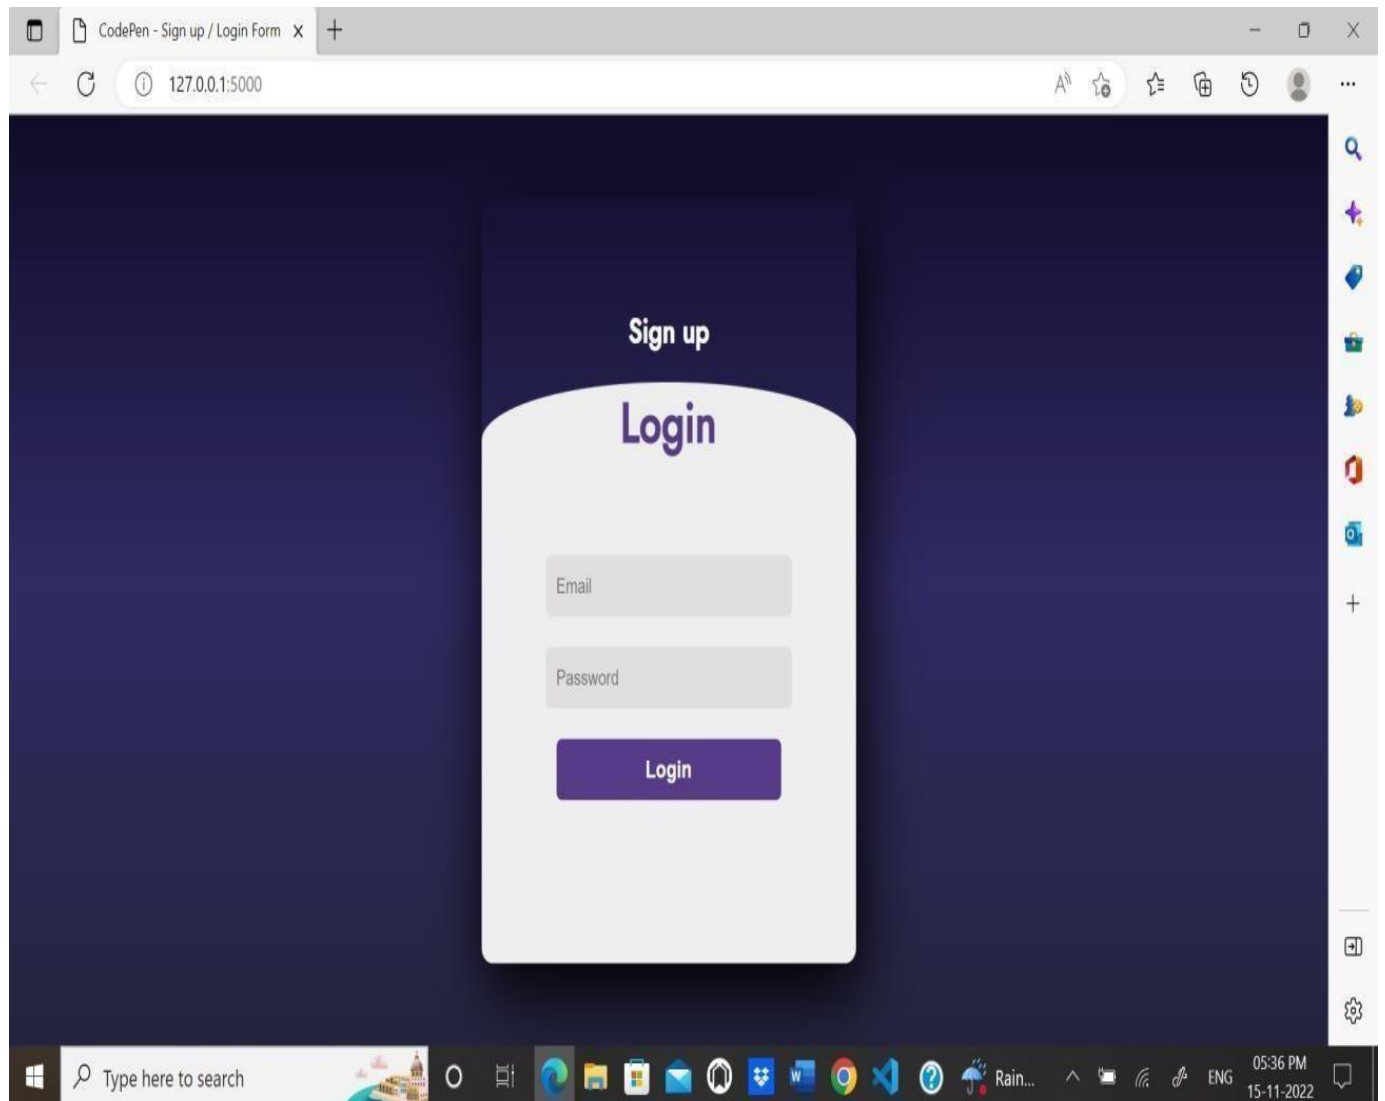 CodePen - Sign up / Login Form
127.0.0.1:5000
Sign up
Login
Email
Password
Login
Type here to search
Rain...
ENG
05:36 PM
15-11-2022